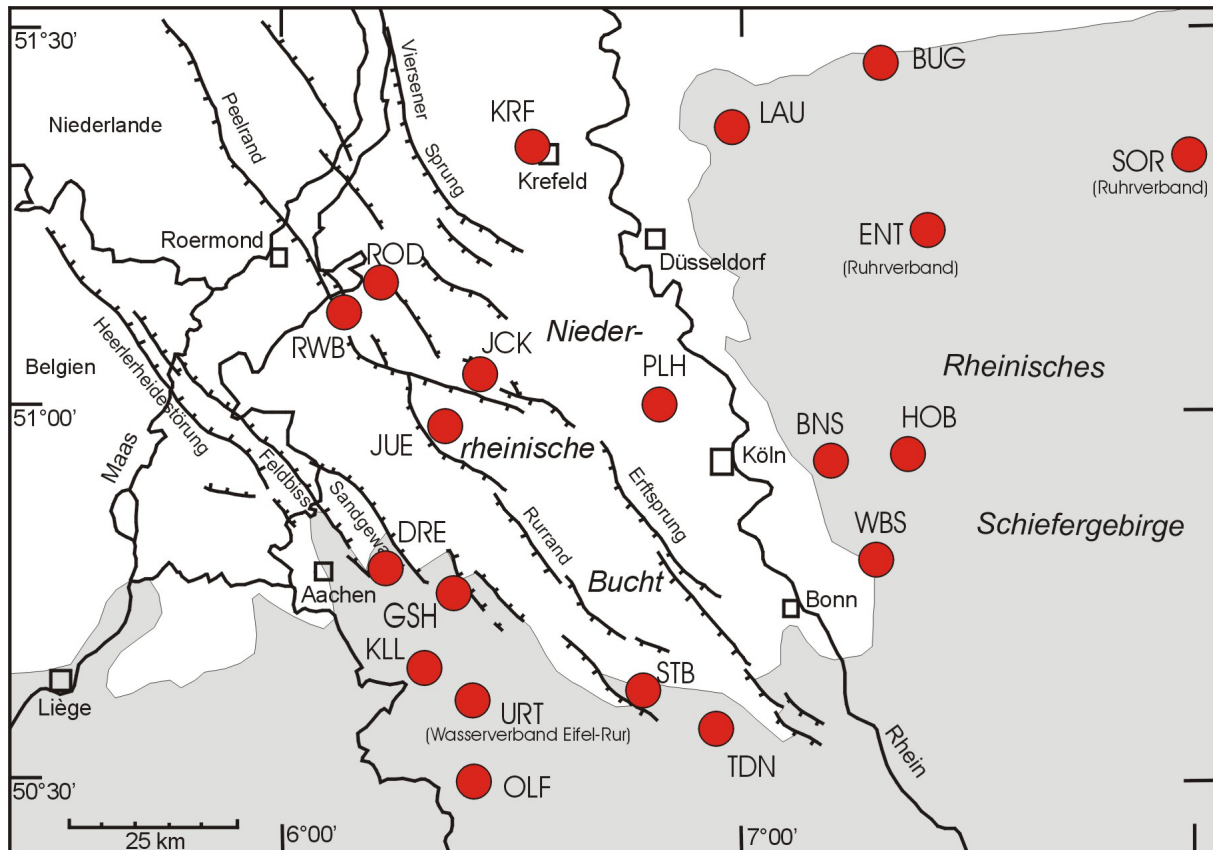 51°30'
BUG
Viersener
LAU
Peelrand
Niederlande
KRF
Sprung
Krefeld
SOR
(Ruhrverband)
Roermond
ENT
Düsseldorf
(Ruhrverband)
ROD
Heerlerheidestörung
RWB
JCK
Nieder-
PLH
Rheinisches
Belgien
51°00'
JUE
rheinische
BNS
HOB
Köln
Maas
Feldbiss
Sandgewa
Erftsprung
Rurrand
DRE
Schiefergebirge
WBS
Aachen
GSH
Bucht
Bonn
KLL
STB
Liège
URT
(Wasserverband Eifel-Rur)
TDN
Rhein
50°30'
OLF
25 km
6°00'
7°00'